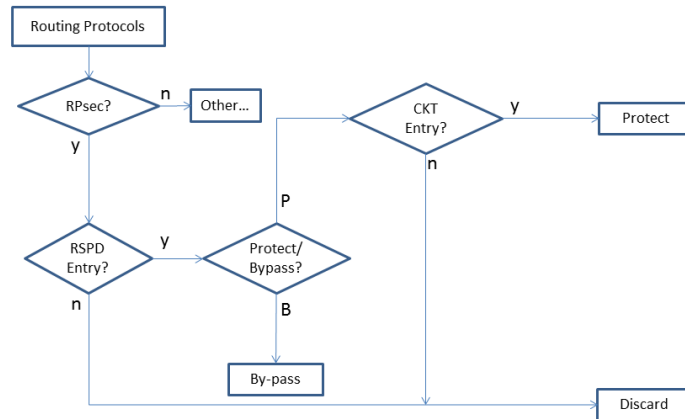 Routing Protocols
RPsec?
n
Other...
y
CKT
Entry?
y
Protect
n
P
RSPD
Entry?
y
Protect/
Bypass?
n
B
By-pass
Discard